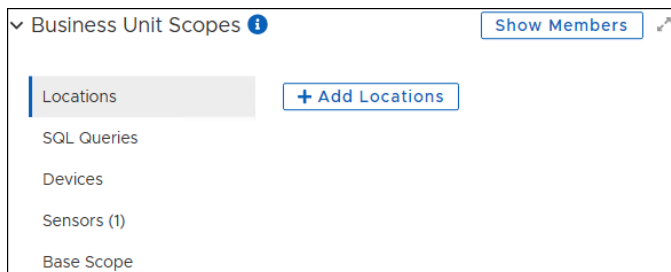 Business Unit Scopes
Show Members
Locations
+ Add Locations
SQL Queries
Devices
Sensors (1)
Base Scope